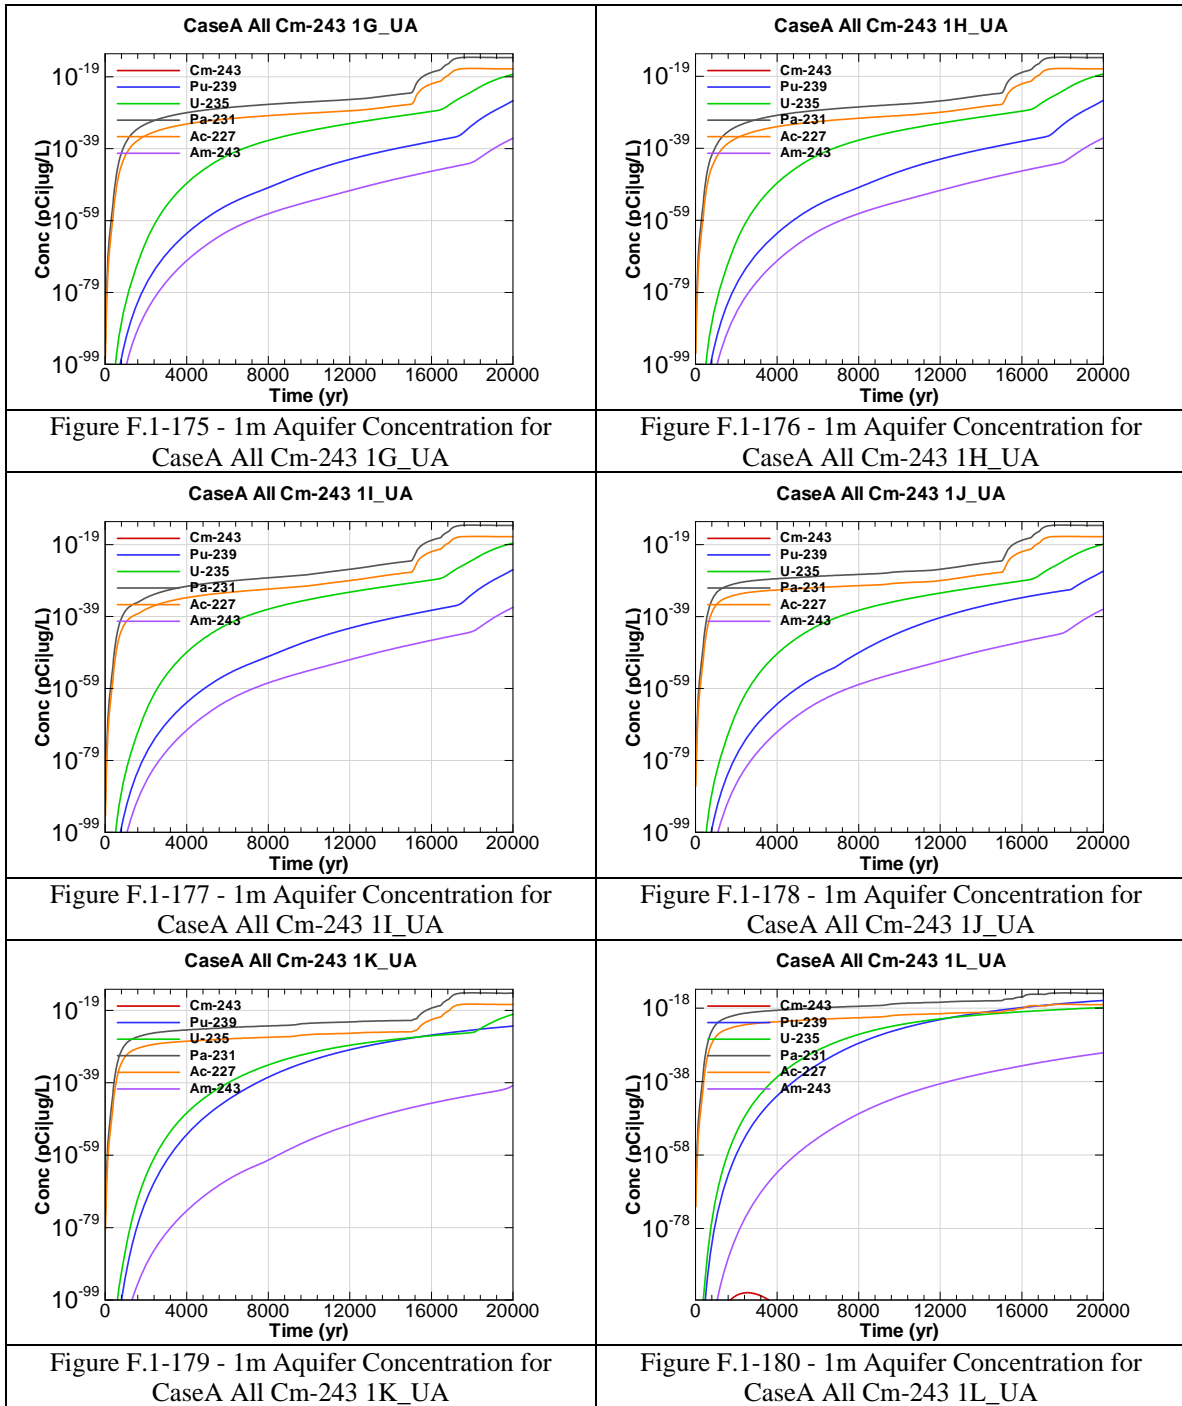 CaseA All Cm-243 1G_UA
Conc (pCi|ug/L)
10-19
10-39
10-59
10-79
10-99
Cm-243
Pu-239
U-235
Pa-231
Ac-227
Am-243
0 4000 8000 12000 16000 20000
Time (yr)
Figure F.1-175 - 1m Aquifer Concentration for
CaseA All Cm-243 1G_UA
CaseA All Cm-243 1H_UA
Conc (pCi|ug/L)
10-19
10-39
10-59
10-79
10-99
Cm-243
Pu-239
U-235
Pa-231
Ac-227
Am-243
0 4000 8000 12000 16000 20000
Time (yr)
Figure F.1-176 - 1m Aquifer Concentration for
CaseA All Cm-243 1H_UA
CaseA All Cm-243 1I_UA
Conc (pCi|ug/L)
10-19
10-39
10-59
10-79
10-99
Cm-243
Pu-239
U-235
Pa-231
Ac-227
Am-243
0 4000 8000 12000 16000 20000
Time (yr)
Figure F.1-177 - 1m Aquifer Concentration for
CaseA All Cm-243 1I_UA
CaseA All Cm-243 1J_UA
Conc (pCi|ug/L)
10-19
10-39
10-59
10-79
10-99
Cm-243
Pu-239
U-235
Pa-231
Ac-227
Am-243
0 4000 8000 12000 16000 20000
Time (yr)
Figure F.1-178 - 1m Aquifer Concentration for
CaseA All Cm-243 1J_UA
CaseA All Cm-243 1K_UA
Conc (pCi|ug/L)
10-19
10-39
10-59
10-79
10-99
Cm-243
Pu-239
U-235
Pa-231
Ac-227
Am-243
0 4000 8000 12000 16000 20000
Time (yr)
Figure F.1-179 - 1m Aquifer Concentration for
CaseA All Cm-243 1K_UA
CaseA All Cm-243 1L_UA
Conc (pCi|ug/L)
10-18
10-38
10-58
10-78
Cm-243
Pu-239
U-235
Pa-231
Ac-227
Am-243
0 4000 8000 12000 16000 20000
Time (yr)
Figure F.1-180 - 1m Aquifer Concentration for
CaseA All Cm-243 1L_UA